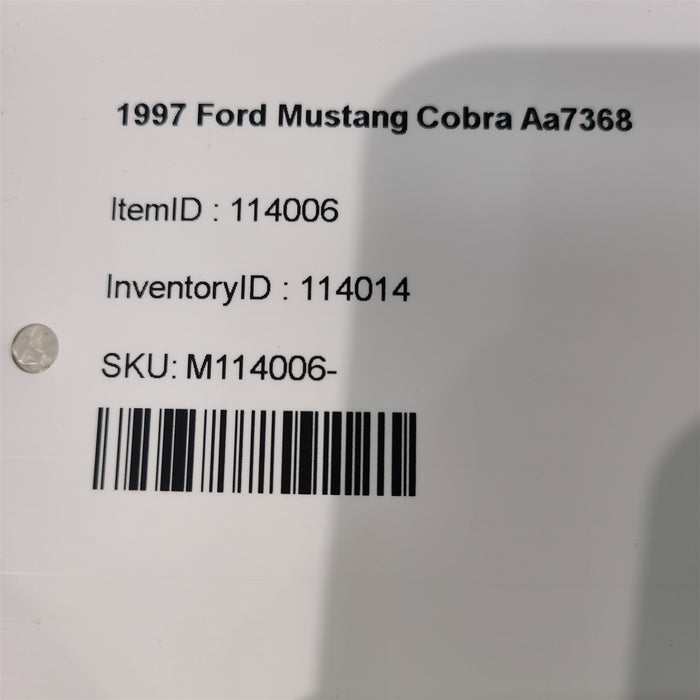 1997 Ford Mustang Cobra Aa7368
ItemID : 114006
InventoryID : 114014
SKU: M114006-